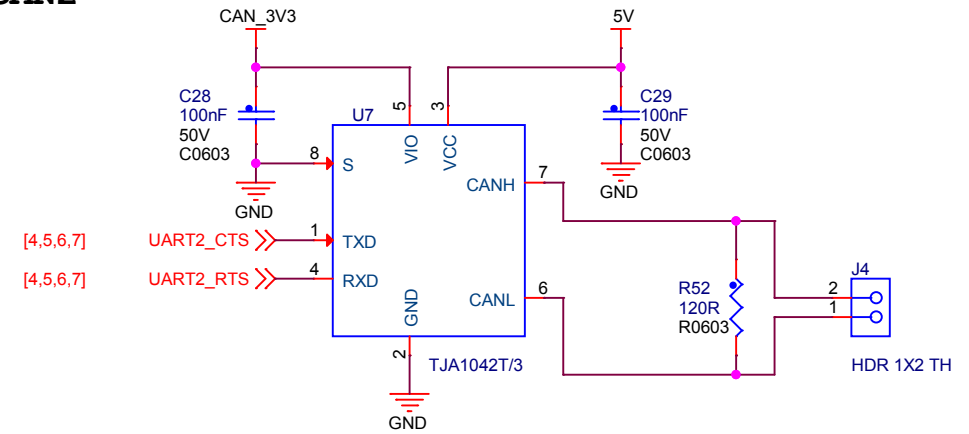 CAN_3V3
5V
C28
100nF
50V
C0603
C29
100nF
50V
C0603
U7
5
3
VIO
VCC
8
S
GND
GND
CANH
7
[4,5,6,7]
UART2_CTS
1
TXD
[4,5,6,7]
UART2_RTS
4
RXD
GND
CANL
6
R52
120R
R0603
J4
2
1
2
TJA1042T/3
HDR 1X2 TH
GND